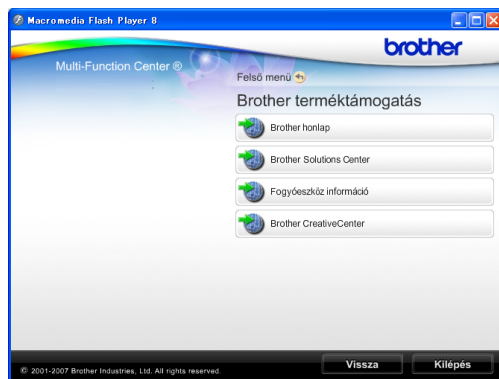 Macromedia Flash Player 8
brother
Multi-Function Center ®
Felső menü
Brother terméktámogatás
Brother honlap
Brother Solutions Center
Fogyóeszköz információ
Brother CreativeCenter
© 2001-2007 Brother Industries, Ltd. All rights reserved.
Vissza
Kilépés